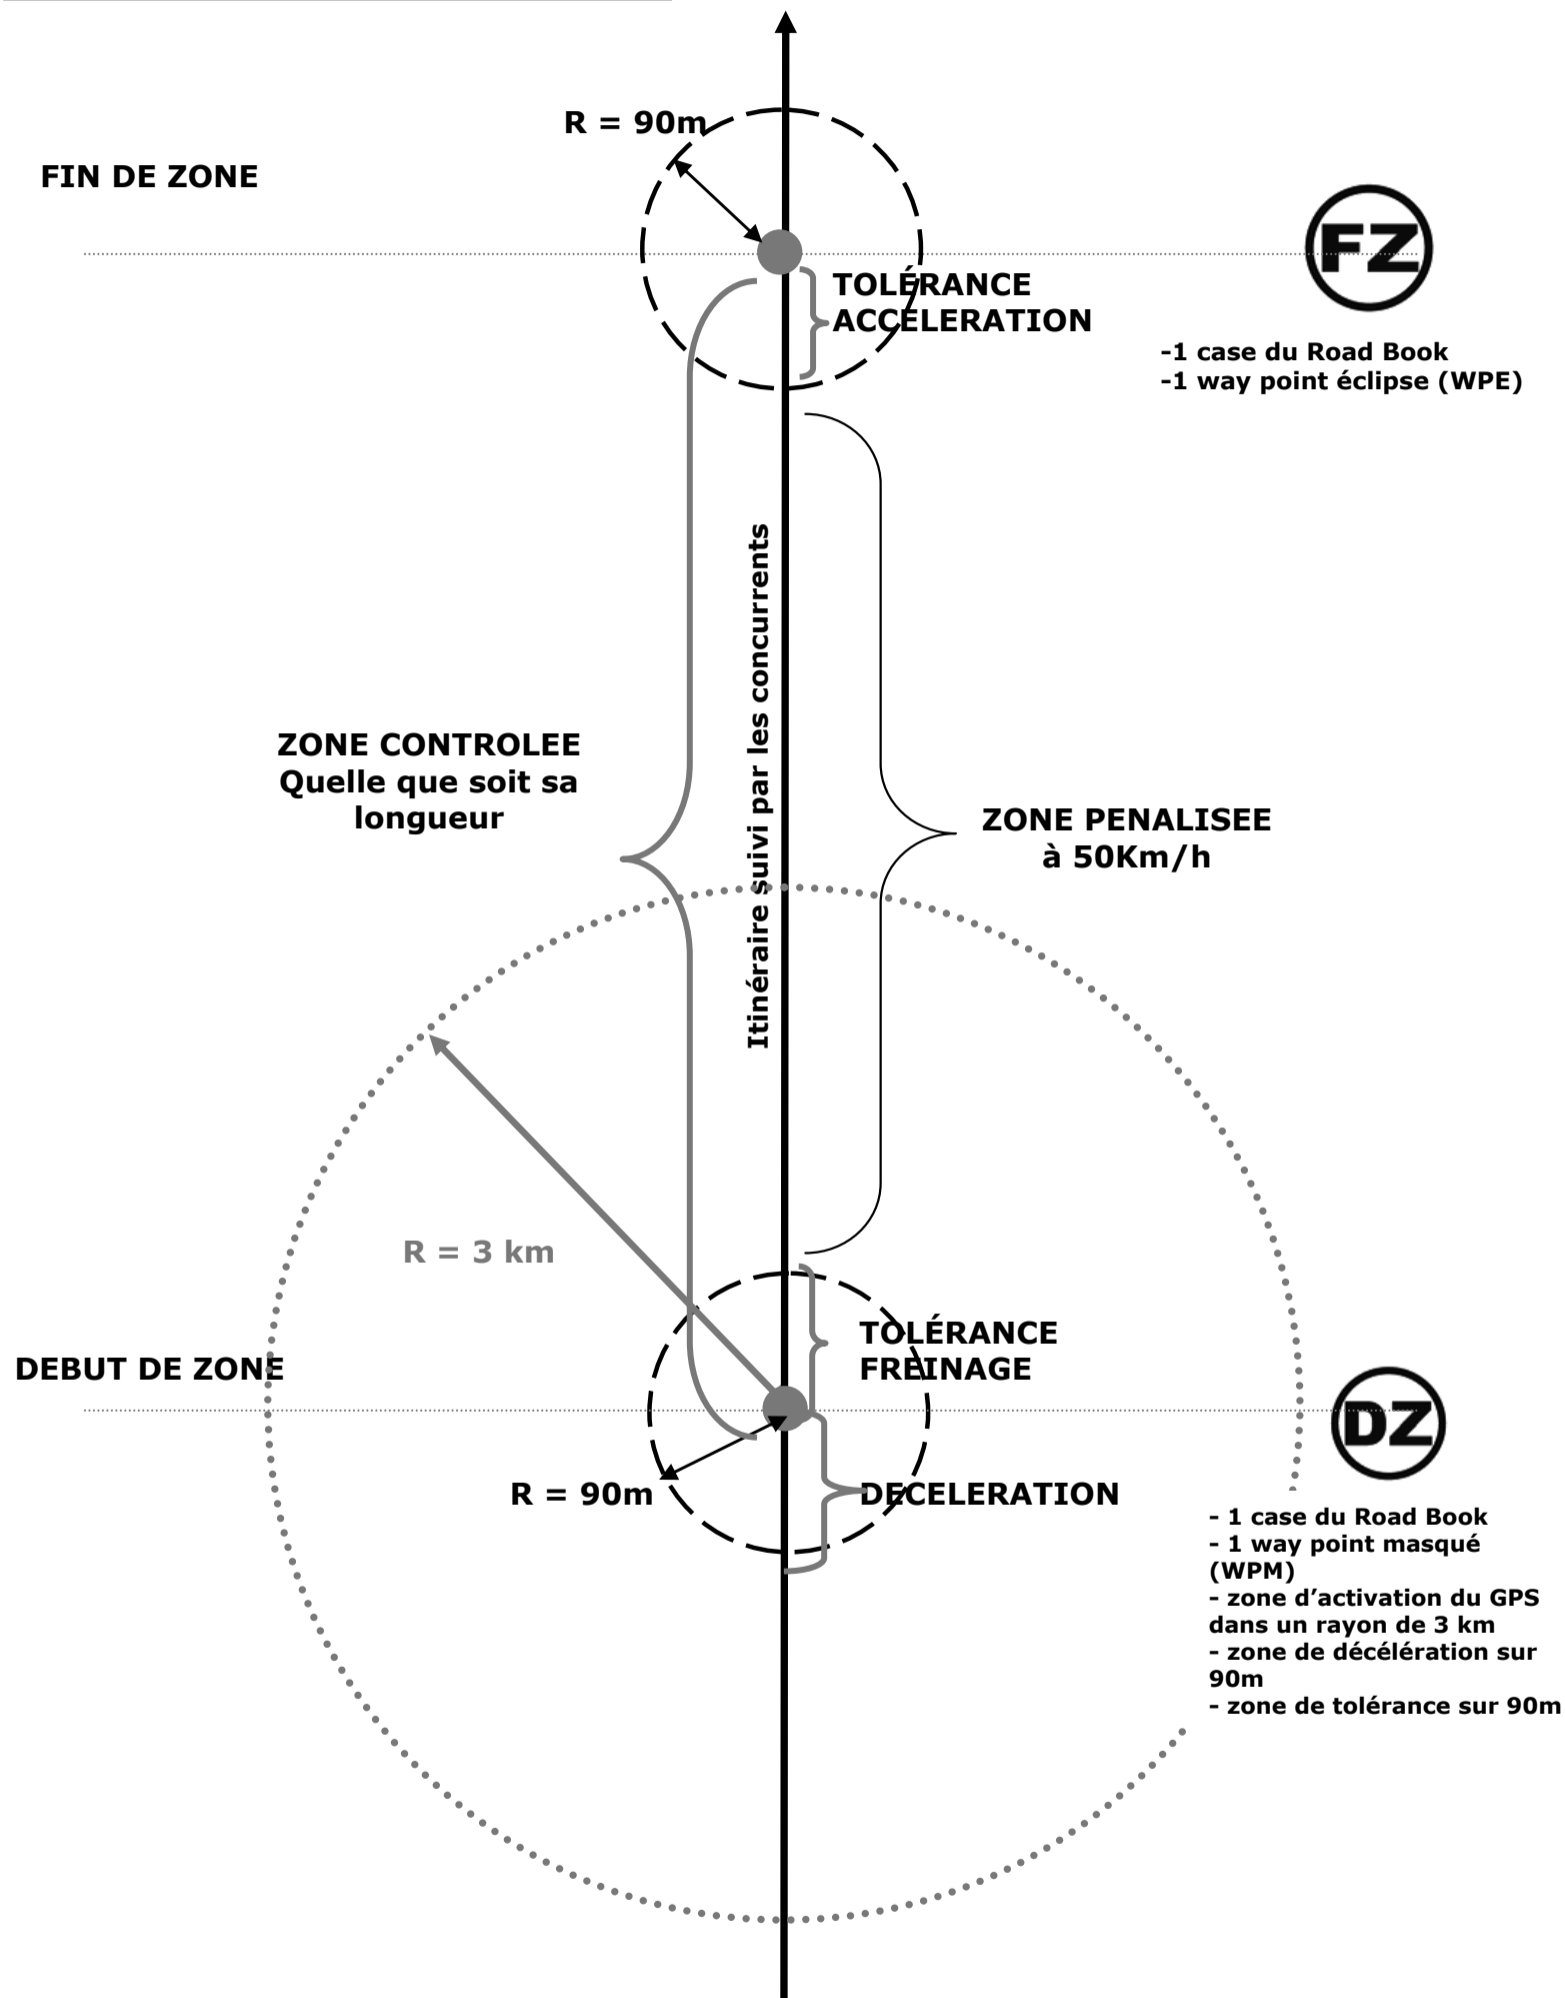 R = 90m
FIN DE ZONE
FZ
TOLÉRANCE
ACCELERATION
-1 case du Road Book
-1 way point éclipse (WPE)
Itinéraire suivi par les concurrents
ZONE CONTROLEE
Quelle que soit sa
longueur
ZONE PENALISEE
à 50Km/h
R = 3 km
TOLÉRANCE
FREINAGE
DEBUT DE ZONE
DZ
R = 90m
DECELERATION
- 1 case du Road Book
- 1 way point masqué
(WPM)
- zone d’activation du GPS
dans un rayon de 3 km
- zone de décélération sur
90m
- zone de tolérance sur 90m